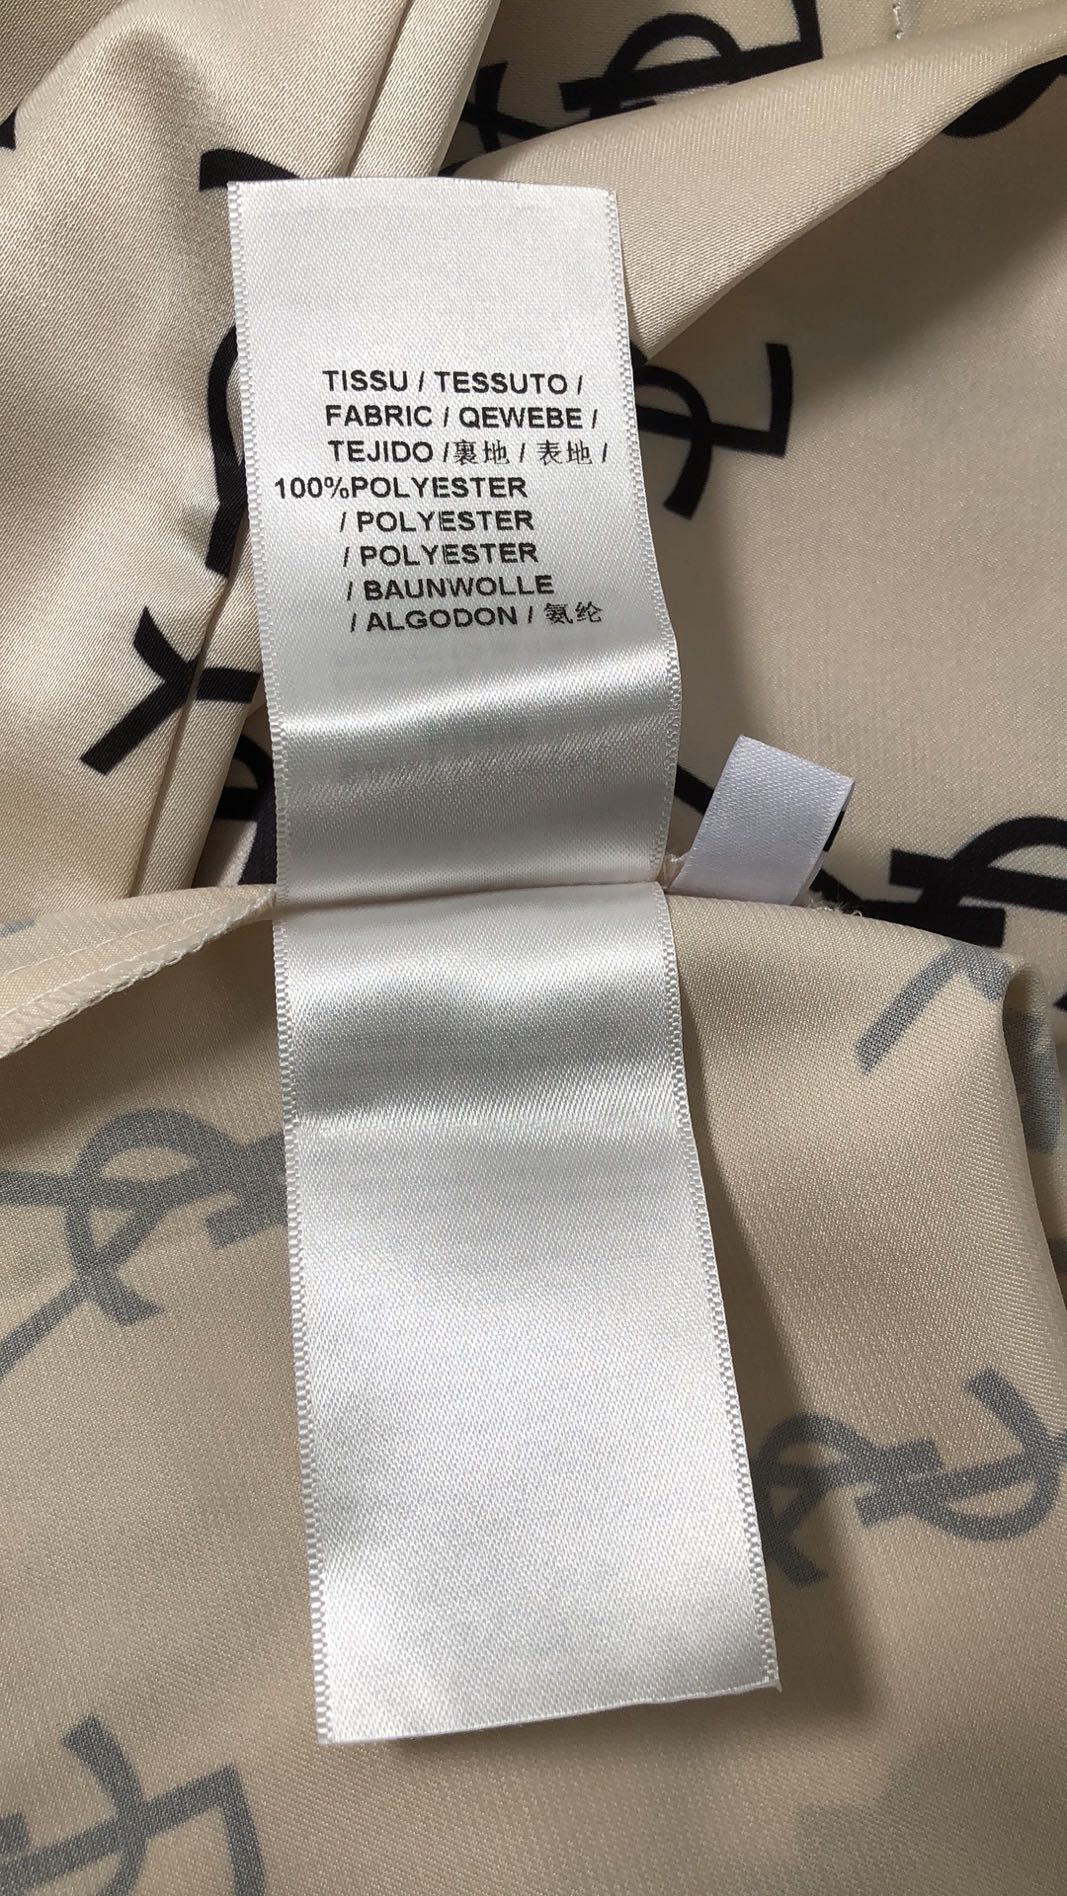 TISSU / TESSUTO /
FABRIC / QEWEBE /
TEJIDO /裏地 / 表地 /
100%POLYESTER
/ POLYESTER
/ POLYESTER
/ BAUNWOLLE
/ ALGODON / 氨纶